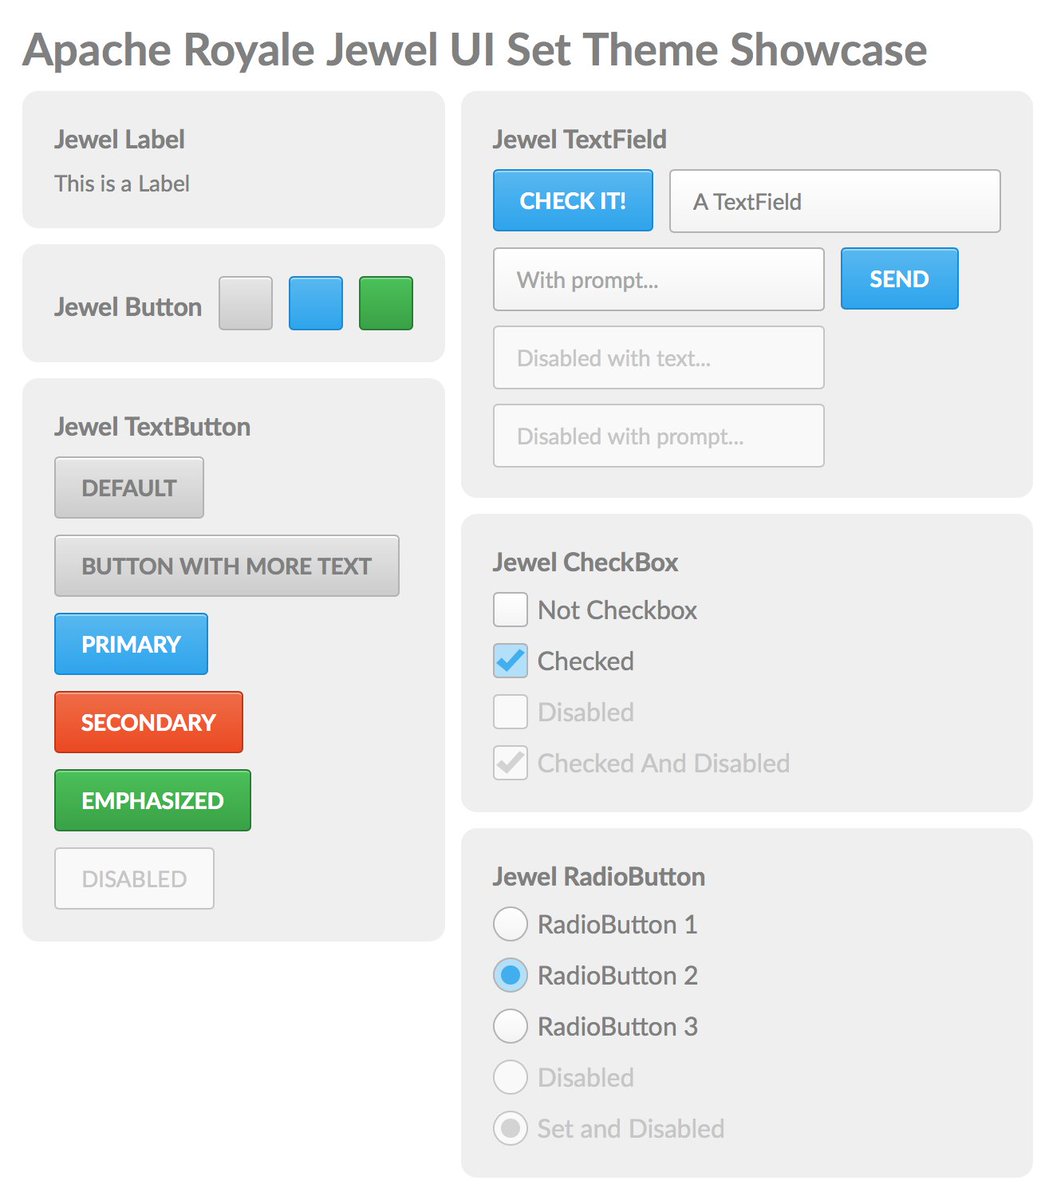 Apache Royale Jewel UI Set Theme Showcase
Jewel Label
This is a Label
Jewel Button
Jewel TextButton
DEFAULT
BUTTON WITH MORE TEXT
PRIMARY
SECONDARY
EMPHASIZED
DISABLED
Jewel TextField
CHECK IT! A TextField
With prompt... SEND
Disabled with text...
Disabled with prompt...
Jewel CheckBox
Not Checkbox
Checked
Disabled
Checked And Disabled
Jewel RadioButton
RadioButton 1
RadioButton 2
RadioButton 3
Disabled
Set and Disabled